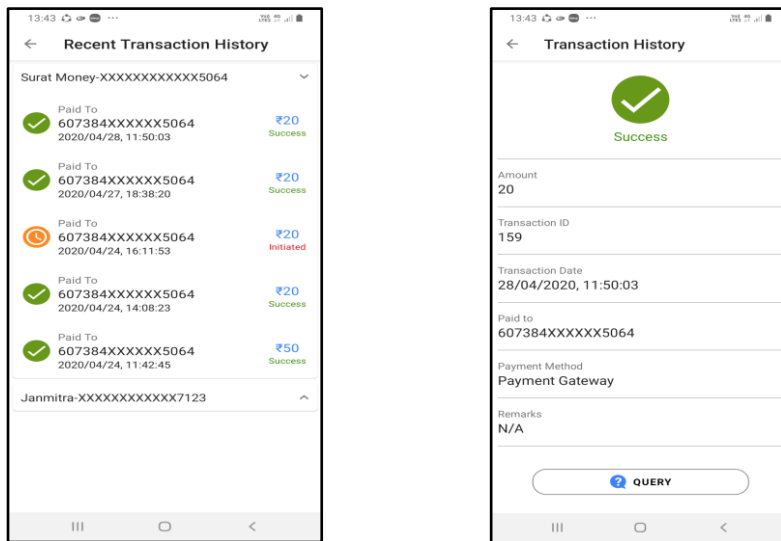 13:43
Recent Transaction History
Surat Money-XXXXXXXXXXXX5064
Paid To
607384XXXXXX5064
2020/04/28, 11:50:03
₹20
Success
Paid To
607384XXXXXX5064
2020/04/27, 18:38:20
₹20
Success
Paid To
607384XXXXXX5064
2020/04/24, 16:11:53
₹20
Initiated
Paid To
607384XXXXXX5064
2020/04/24, 14:08:23
₹20
Success
Paid To
607384XXXXXX5064
2020/04/24, 11:42:45
₹50
Success
Janmitra-XXXXXXXXXXXX7123
13:43
Transaction History
Success
Amount
20
Transaction ID
159
Transaction Date
28/04/2020, 11:50:03
Paid to
607384XXXXXX5064
Payment Method
Payment Gateway
Remarks
N/A
QUERY